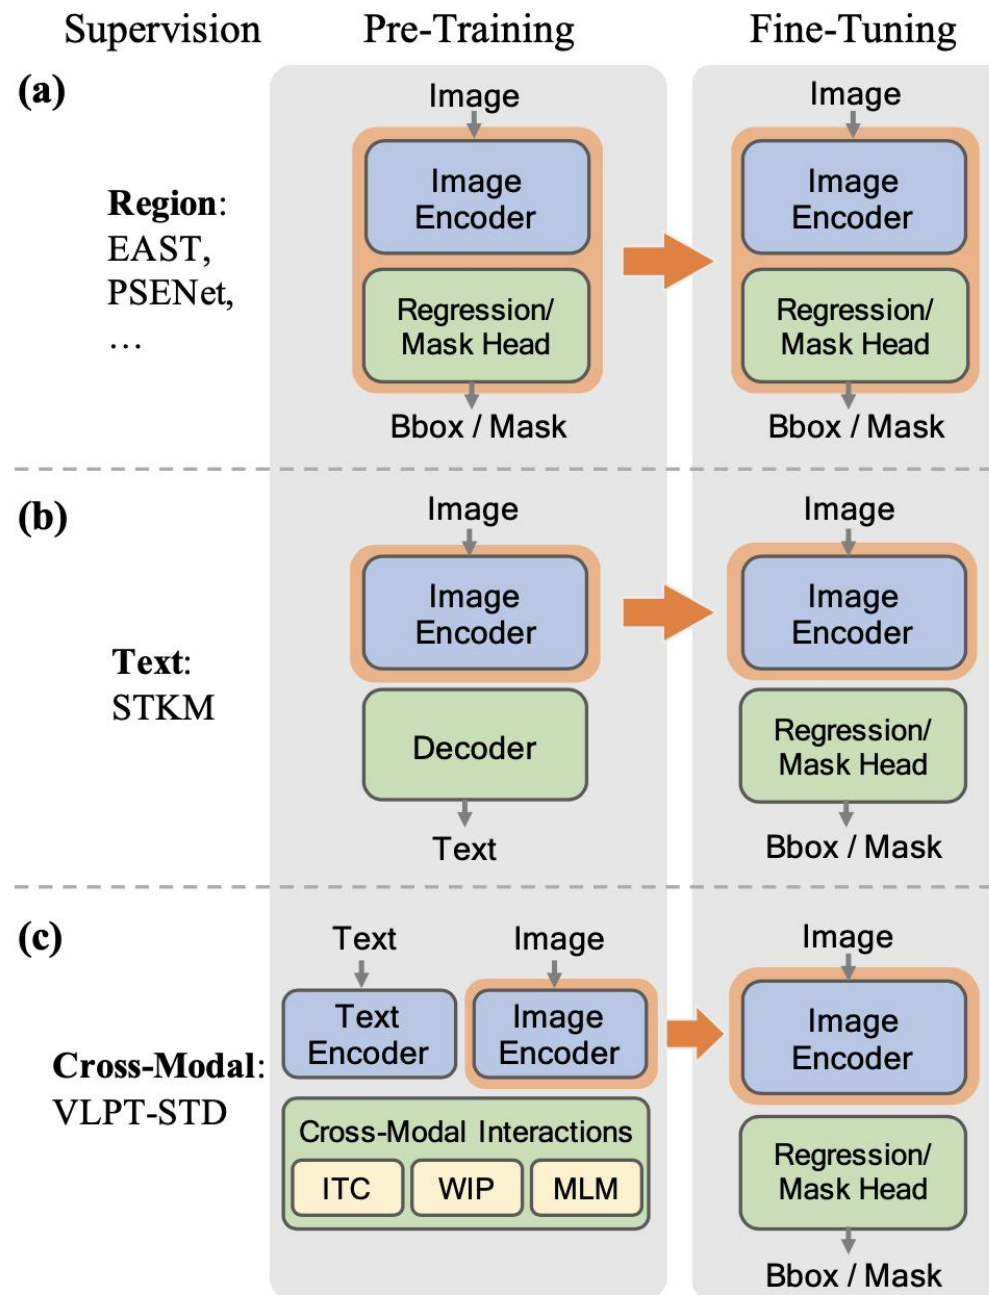 Supervision Pre-Training Fine-Tuning
(a)
Region:
EAST,
PSENet,
...
Image
Image
Encoder
Regression/
Mask Head
Bbox / Mask
Image
Image
Encoder
Regression/
Mask Head
Bbox / Mask
(b)
Text:
STKM
Image
Image
Encoder
Decoder
Text
Image
Image
Encoder
Regression/
Mask Head
Bbox / Mask
(c)
Cross-Modal:
VLPT-STD
Text
Image
Text
Encoder
Image
Encoder
Cross-Modal Interactions
ITC WIP MLM
Image
Image
Encoder
Regression/
Mask Head
Bbox / Mask